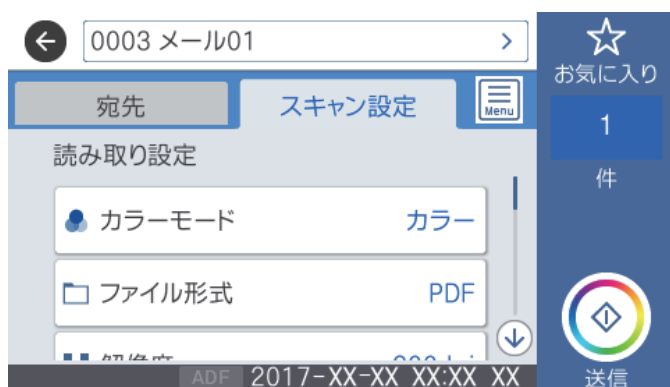 0003 メール01
お気に入り
宛先
スキャン設定
Menu
1
件
読み取り設定
カラーモード
カラー
ファイル形式
PDF
ADF 2017-XX-XX XX:XX XX
送信